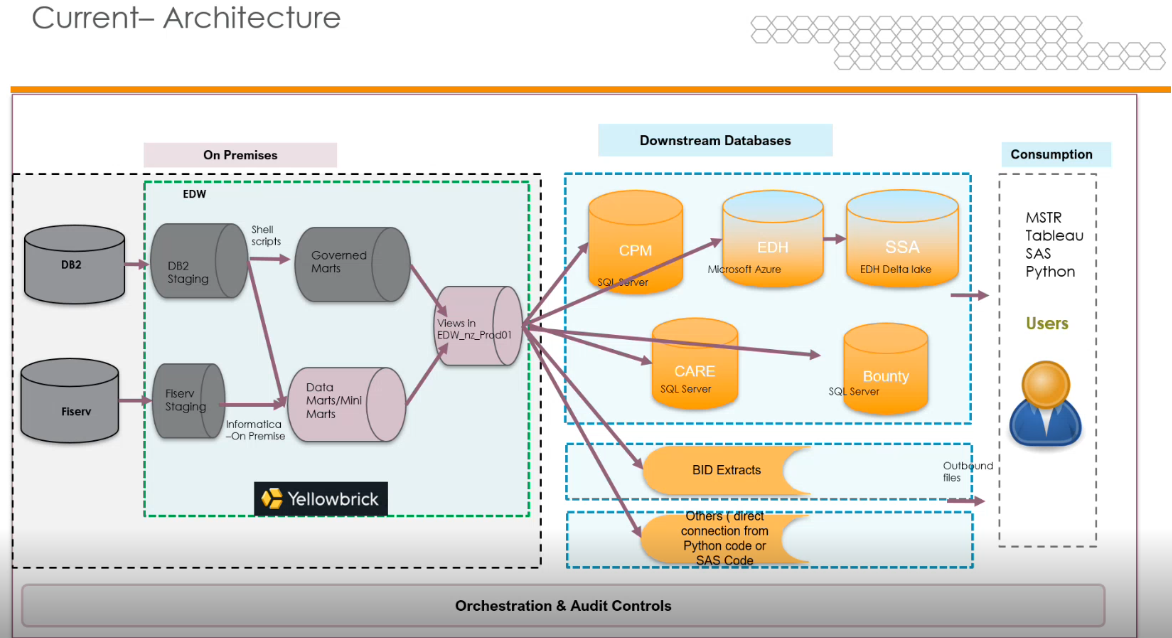 Current– Architecture
On Premises
Downstream Databases
Consumption
EDW
DB2
DB2
Staging
Shell
scripts
Governed
Marts
Fiserv
Fiserv
Staging
Informatica
–On Premise
Data
Marts/Mini
Marts
Views In
EDW_nz_Prod01
Yellowbrick
CPM
SQL Server
EDH
Microsoft Azure
SSA
EDH Delta lake
CARE
SQL Server
Bounty
SQL Server
BID Extracts
Others ( direct
connection from
Python code or
SAS Code
Outbound
files
MSTR
Tableau
SAS
Python
Users
Orchestration & Audit Controls